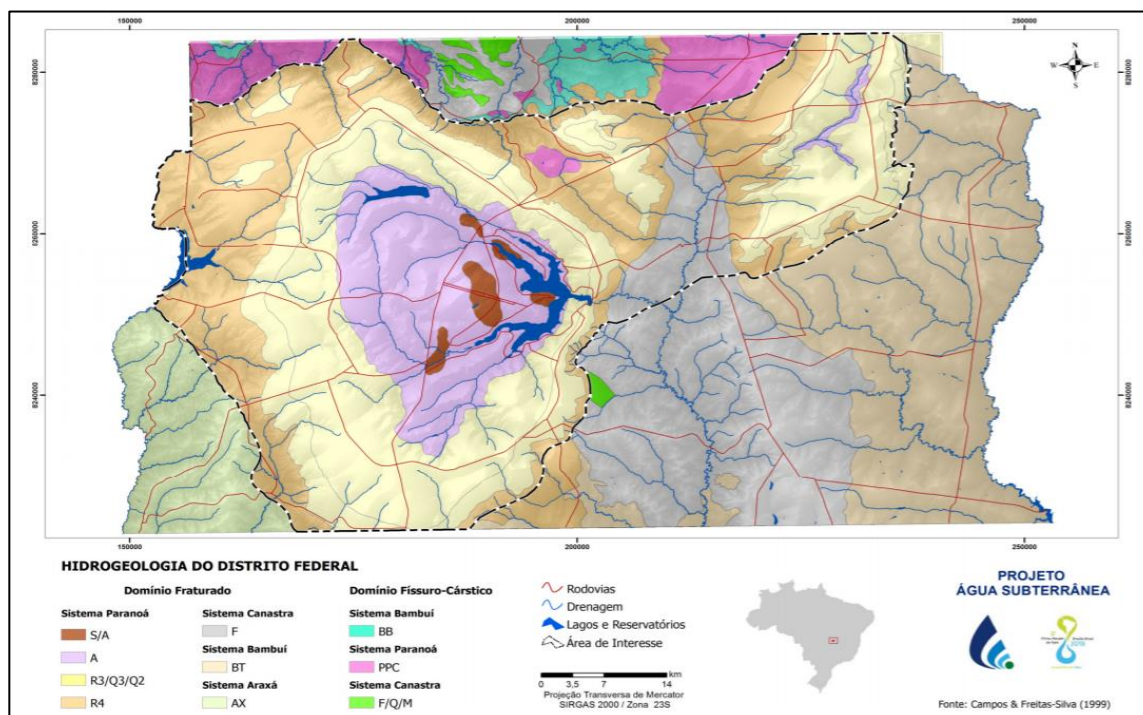 150000
200000
250000
8280000
8280000
N
W
E
S
8260000
8260000
8240000
8240000
150000
200000
250000
HIDROGEOLOGIA DO DISTRITO FEDERAL
Domínio Fraturado
Domínio Físsuro-Cárstico
Sistema Paranoá
S/A
A
R3/Q3/Q2
R4
Sistema Canastra
F
Sistema Bambuí
BT
Sistema Araxá
AX
Sistema Bambuí
BB
Sistema Paranoá
PPC
Sistema Canastra
F/Q/M
Rodovias
Drenagem
Lagos e Reservatórios
Área de Interesse
km
0 3,5 7 14
Projeção Transversa de Mercator
SIRGAS 2000 / Zona 23S
PROJETO
ÁGUA SUBTERRÂNEA
Fonte: Campos & Freitas-Silva (1999)